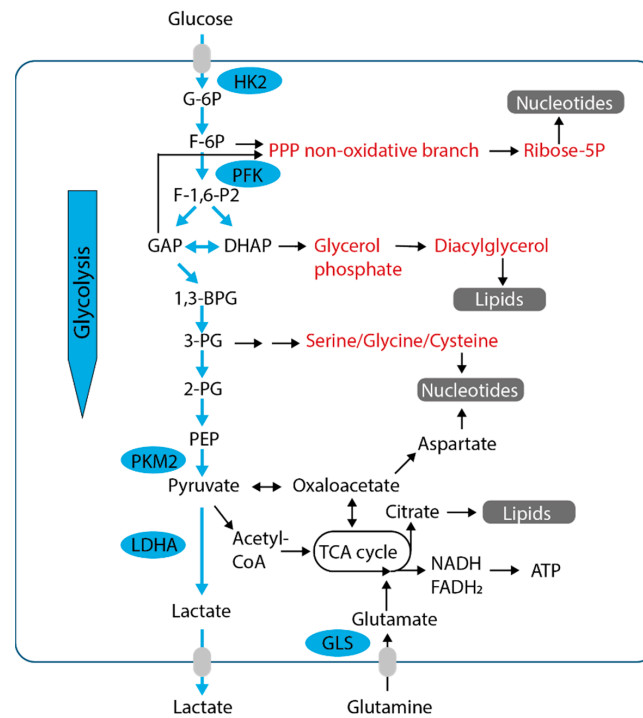 Glucose
HK2
G-6P
Nucleotides
F-6P
PPP non-oxidative branch
Ribose-5P
PFK
F-1,6-P2
Glycolysis
GAP
DHAP
Glycerol
phosphate
Diacylglycerol
1,3-BPG
Lipids
3-PG
Serine/Glycine/Cysteine
2-PG
Nucleotides
PEP
Aspartate
PKM2
Pyruvate
Oxaloacetate
Citrate
Lipids
LDHA
Acetyl-
CoA
TCA cycle
NADH
FADH₂
ATP
Lactate
Glutamate
GLS
Lactate
Glutamine